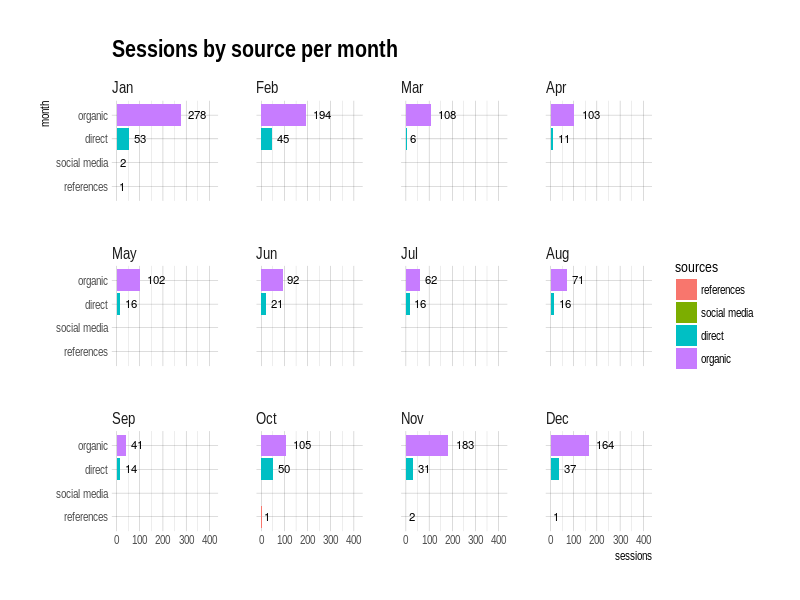 Sessions by source per month
Jan Feb Mar Apr
month
organic 278 194 108 103
direct 53 45 6 11
social media 2
references 1
May Jun Jul Aug
organic 102 92 62 71
direct 16 21 16 16
social media
references
sources
references
social media
direct
organic
Sep Oct Nov Dec
organic 41 105 183 164
direct 14 50 31 37
social media
references 1 2 1
0 100 200 300 400 0 100 200 300 400 0 100 200 300 400 0 100 200 300 400
sessions